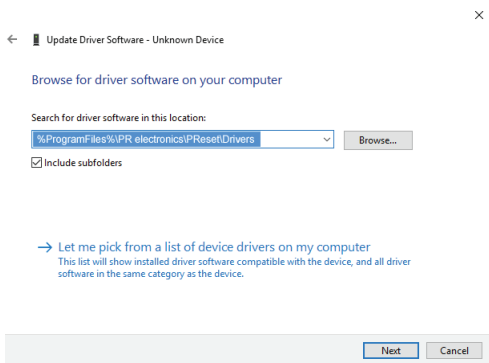 Update Driver Software - Unknown Device
Browse for driver software on your computer
Search for driver software in this location:
%ProgramFiles%\PR electronics\PReset\Drivers
Browse...
Include subfolders
Let me pick from a list of device drivers on my computer
This list will show installed driver software compatible with the device, and all driver
software in the same category as the device.
Next
Cancel